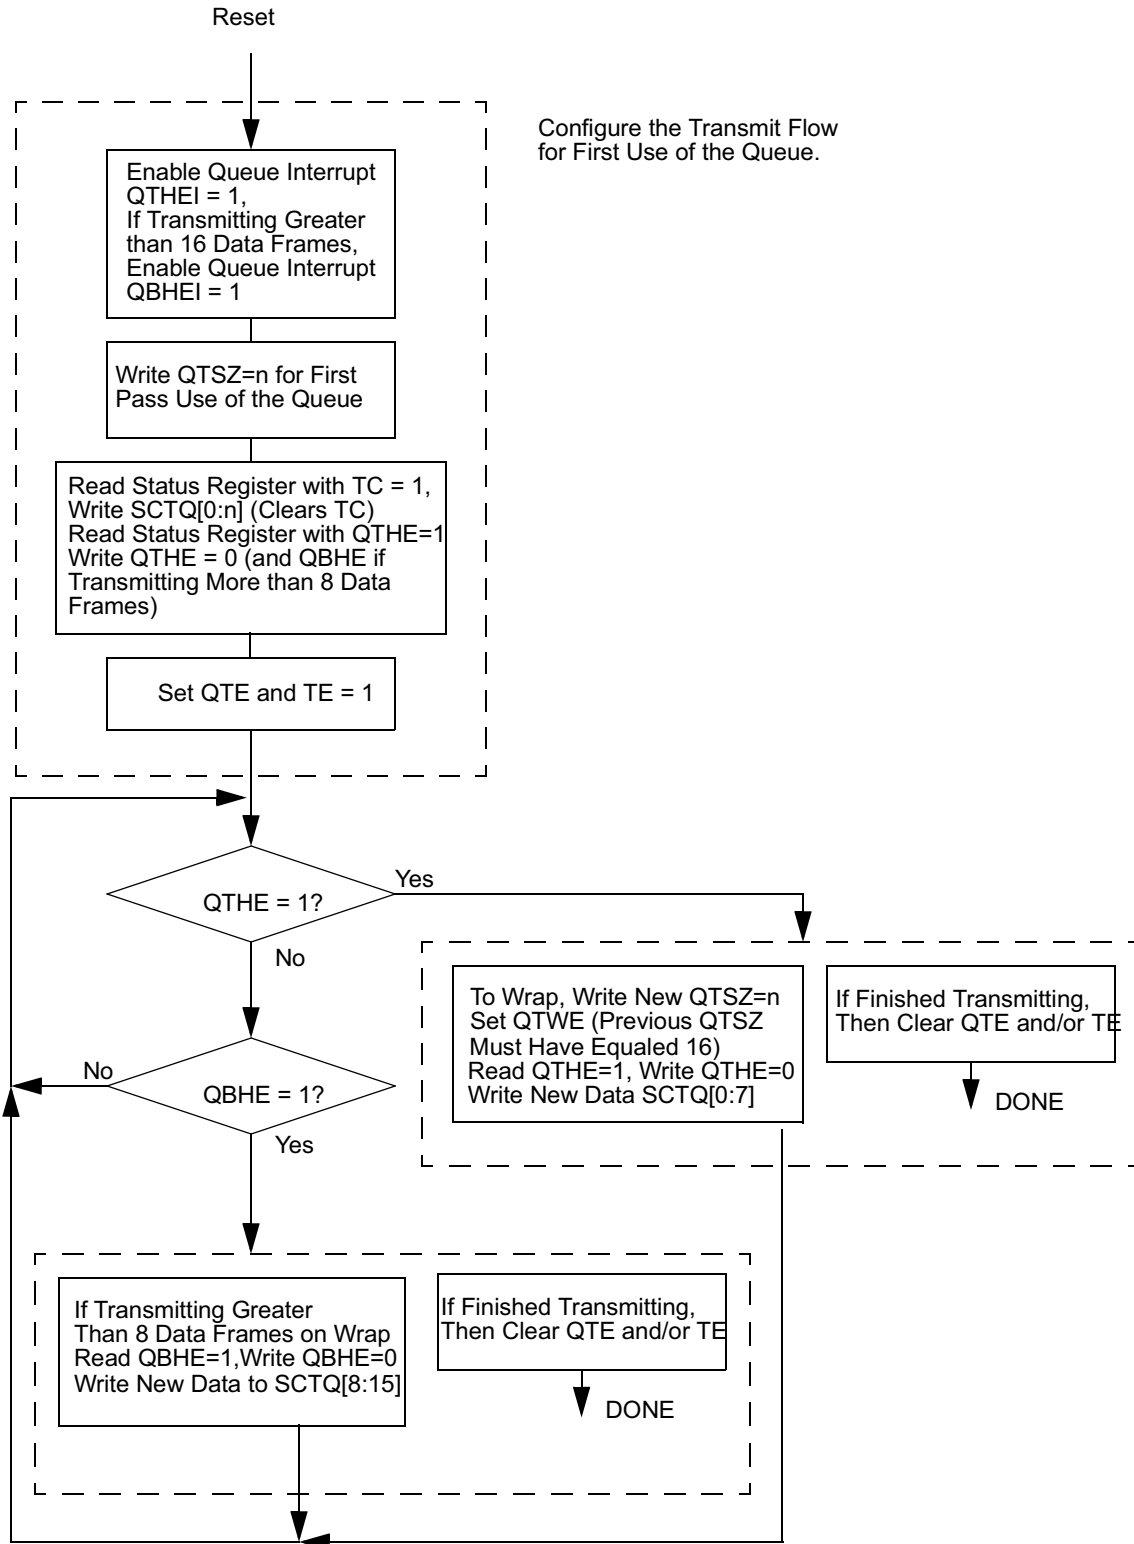 Reset
Configure the Transmit Flow
for First Use of the Queue.
Enable Queue Interrupt
QTHEI = 1,
If Transmitting Greater
than 16 Data Frames,
Enable Queue Interrupt
QBHEI = 1
Write QTSZ=n for First
Pass Use of the Queue
Read Status Register with TC = 1,
Write SCTQ[0:n] (Clears TC)
Read Status Register with QTHE=1
Write QTHE = 0 (and QBHE if
Transmitting More than 8 Data
Frames)
Set QTE and TE = 1
QTHE = 1?
Yes
No
To Wrap, Write New QTSZ=n
Set QTWE (Previous QTSZ
Must Have Equaled 16)
Read QTHE=1, Write QTHE=0
Write New Data SCTQ[0:7]
If Finished Transmitting,
Then Clear QTE and/or TE
DONE
No
QBHE = 1?
Yes
If Transmitting Greater
Than 8 Data Frames on Wrap
Read QBHE=1,Write QBHE=0
Write New Data to SCTQ[8:15]
If Finished Transmitting,
Then Clear QTE and/or TE
DONE